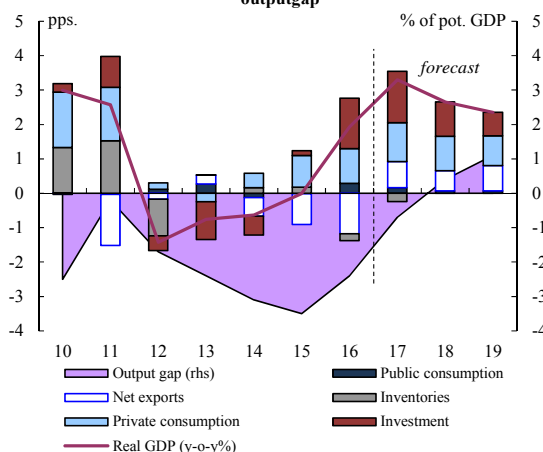 outputgap
pps.
% of pot. GDP
5 5
4 4
forecast
3 3
2 2
1 1
0 0
-1 -1
-2 -2
-3 -3
-4 -4
10 11 12 13 14 15 16 17 18 19
Output gap (rhs) Public consumption
Net exports Inventories
Private consumption Investment
Real GDP (y-o-y%)